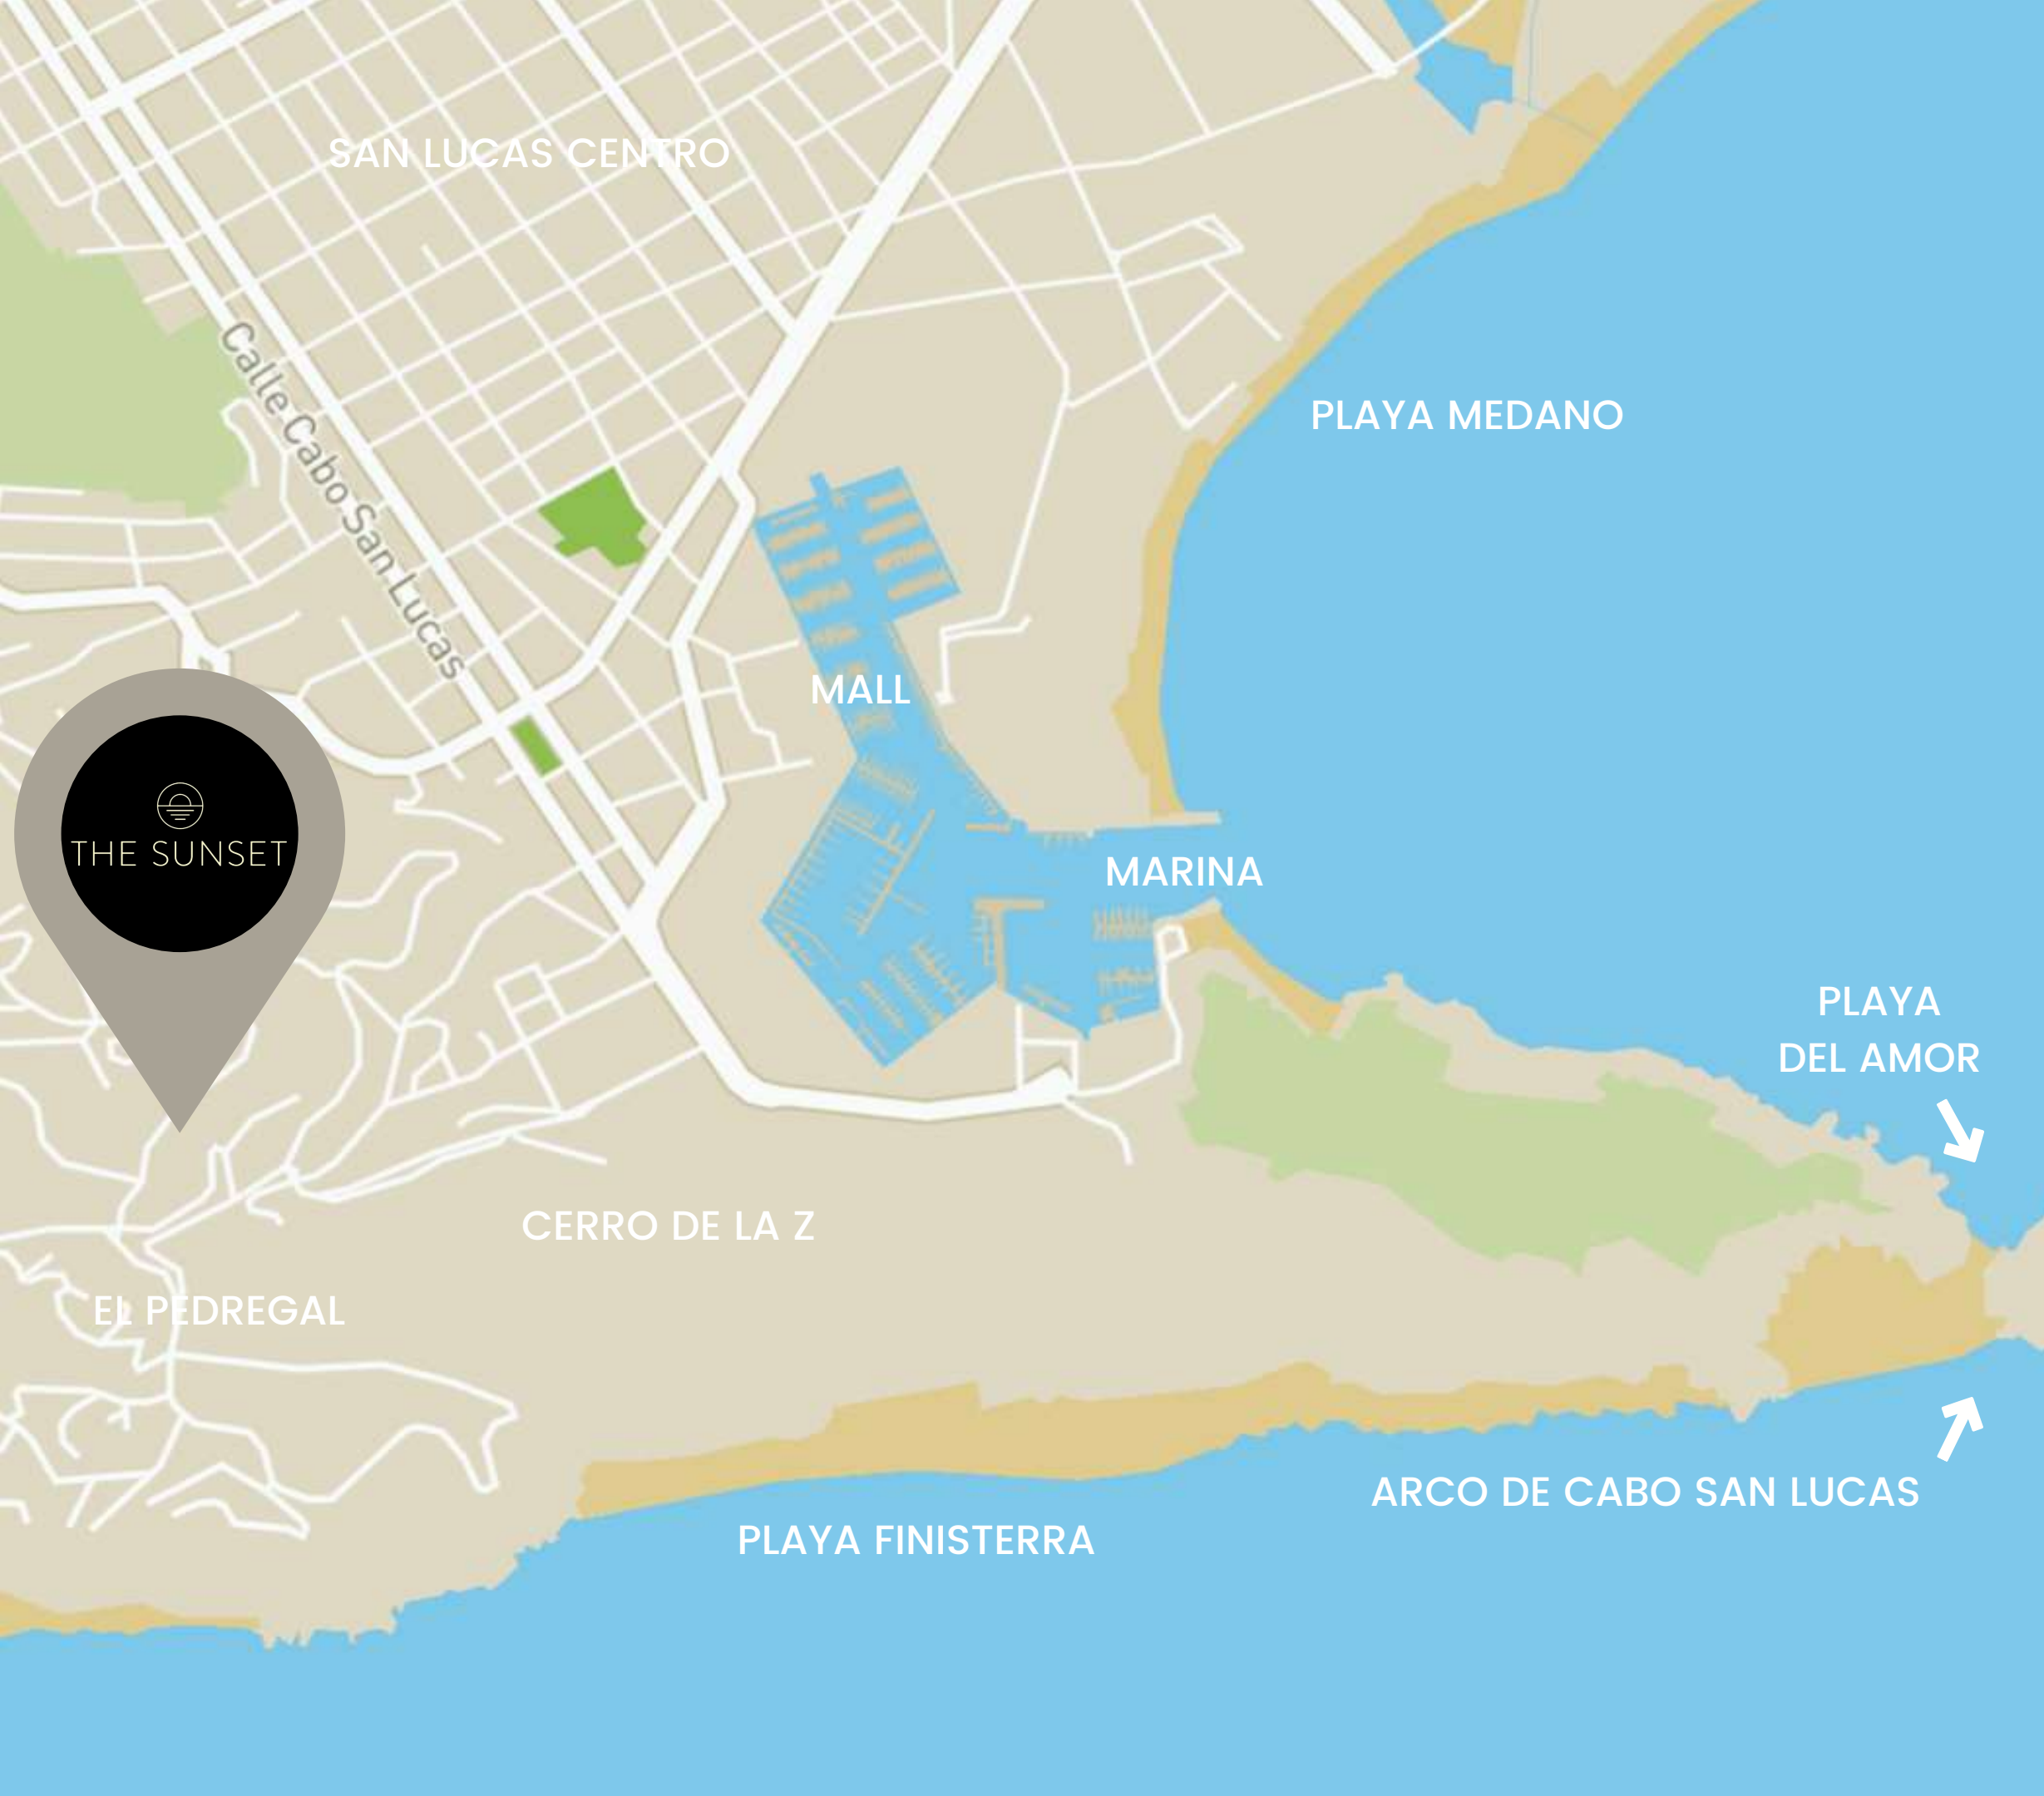 SAN LUCAS CENTRO
Calle Cabo San Lucas
PLAYA MEDANO
MALL
THE SUNSET
MARINA
PLAYA
DEL AMOR
CERRO DE LA Z
EL PEDREGAL
ARCO DE CABO SAN LUCAS
PLAYA FINISTERRA